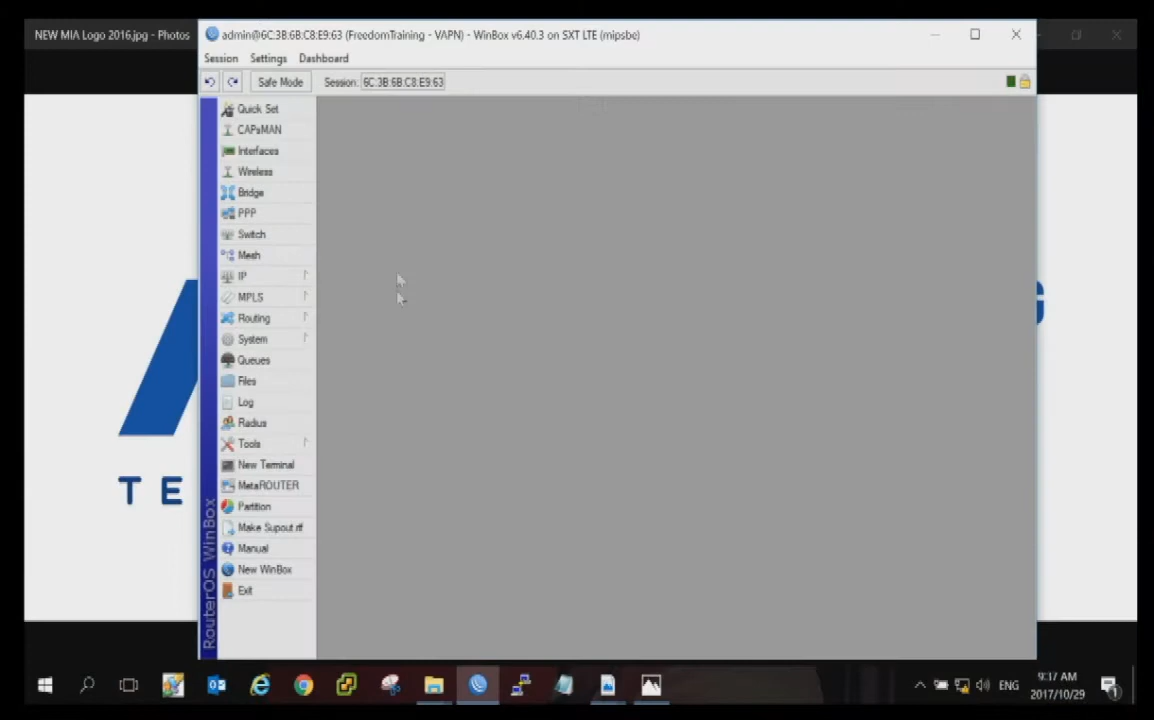 NEW MIA Logo 2016.jpg - Photos
admin@6C:3B:6B:C8:E9:63 (FreedomTraining - VAPN) - WinBox v6.40.3 on SXT LTE (mipsbe)
Session Settings Dashboard
Safe Mode Session: 6C:3B:6B:C8:E9:63
Quick Set
CAPsMAN
Interfaces
Wireless
Bridge
PPP
Switch
Mesh
IP
MPLS
Routing
System
Queues
Files
Log
Radius
Tools
New Terminal
MetaROUTER
Partition
Make Supout.rif
Manual
New WinBox
Exit
RouterOS WinBox
T E
G
ENG
9:17 AM
2017/10/29
1